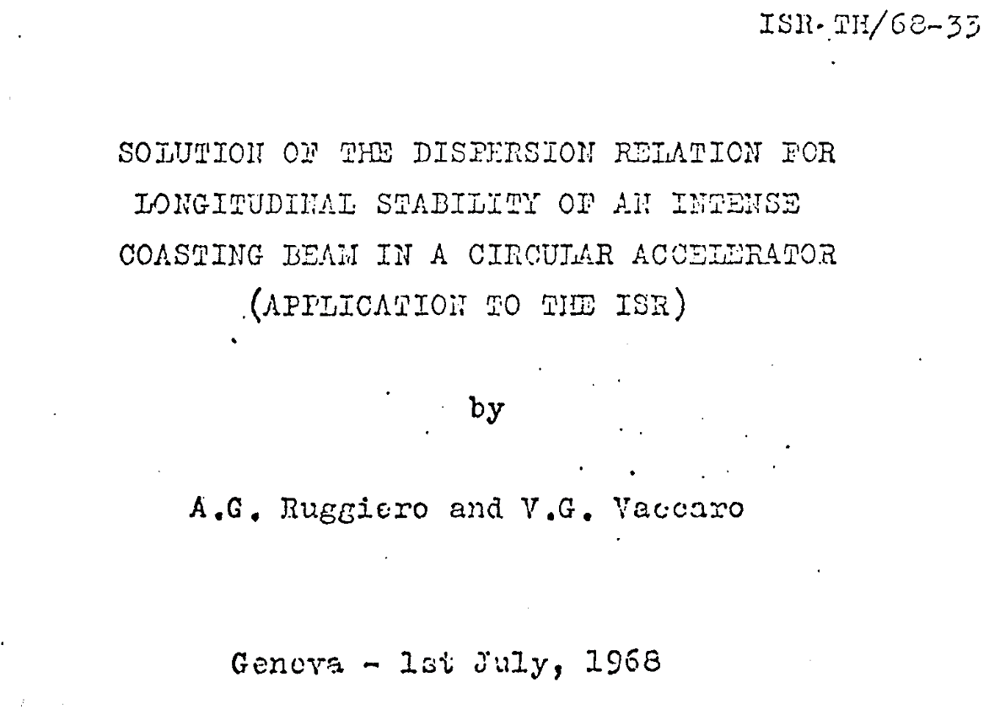 ISR-TH/68-33
SOLUTION OF THE DISPERSION RELATION FOR
LONGITUDINAL STABILITY OF AN INTENSE
COASTING BEAM IN A CIRCULAR ACCELERATOR
(APPLICATION TO THE ISR)
by
A.G. Ruggiero and V.G. Vaccaro
Geneva - 1st July, 1968